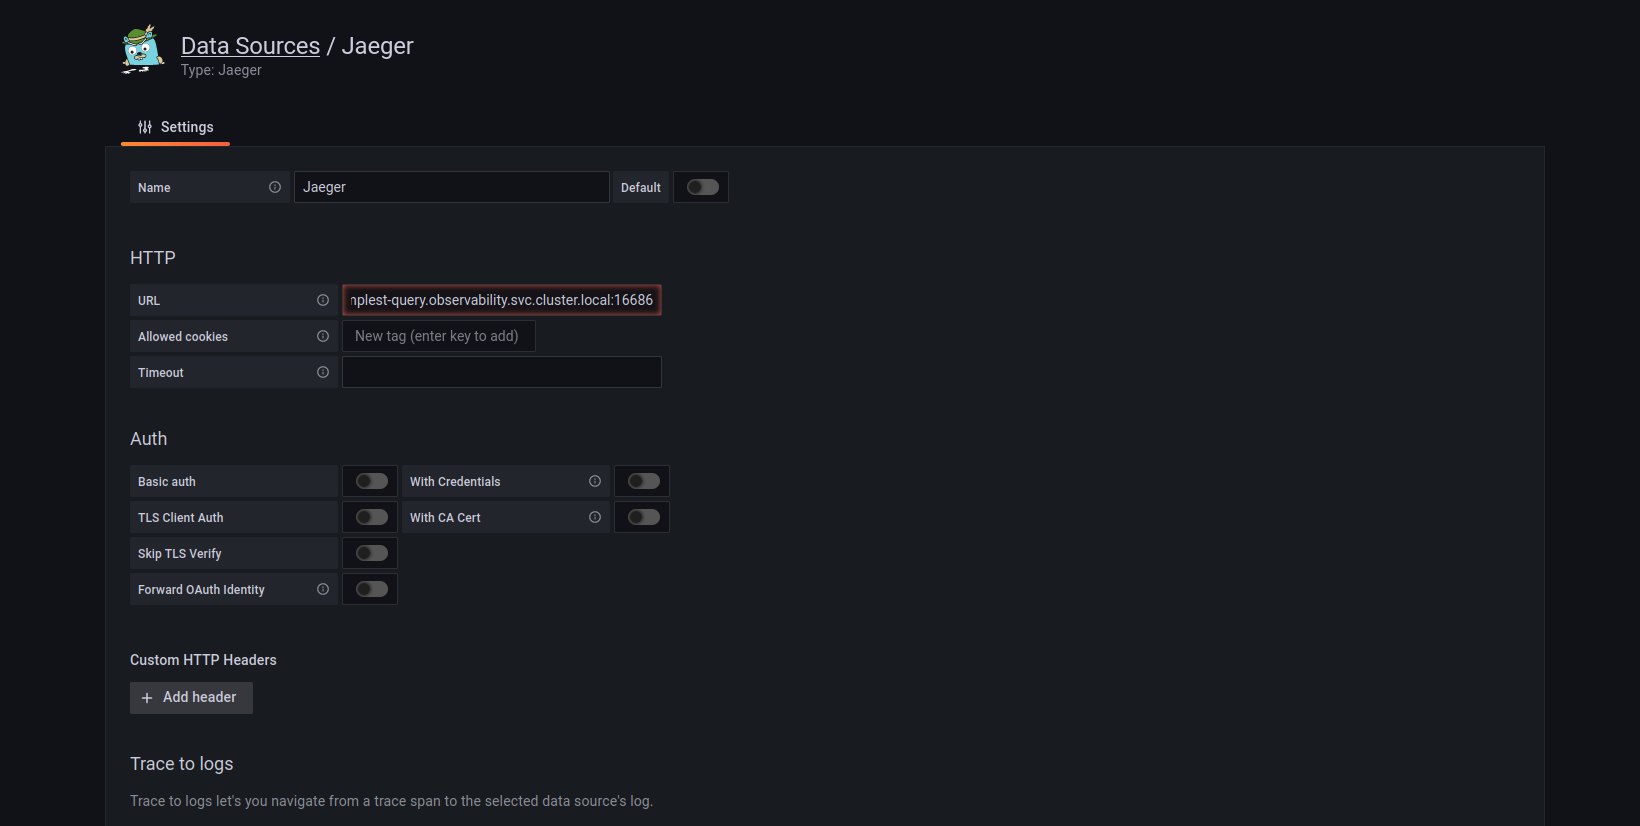 Data Sources / Jaeger
Type: Jaeger
Settings
Name Jaeger Default
HTTP
URL nplest-query.observability.svc.cluster.local:16686
Allowed cookies New tag (enter key to add)
Timeout
Auth
Basic auth With Credentials
TLS Client Auth With CA Cert
Skip TLS Verify
Forward OAuth Identity
Custom HTTP Headers
+ Add header
Trace to logs
Trace to logs let's you navigate from a trace span to the selected data source's log.